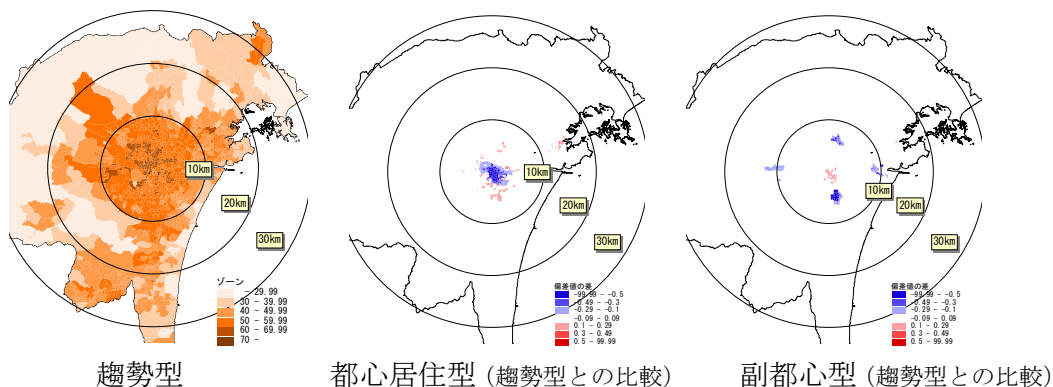 10km
20km
30km
ゾーン
- 29.99
30 - 39.99
40 - 49.99
50 - 59.99
60 - 69.99
70 -
趨勢型
10km
20km
30km
偏差値の差
-99.99 - -0.5
-0.49 - -0.3
-0.29 - -0.1
-0.09 - 0.09
0.1 - 0.29
0.3 - 0.49
0.5 - 99.99
都心居住型 (趨勢型との比較)
10km
20km
30km
偏差値の差
-99.99 - -0.5
-0.49 - -0.3
-0.29 - -0.1
-0.09 - 0.09
0.1 - 0.29
0.3 - 0.49
0.5 - 99.99
副都心型 (趨勢型との比較)